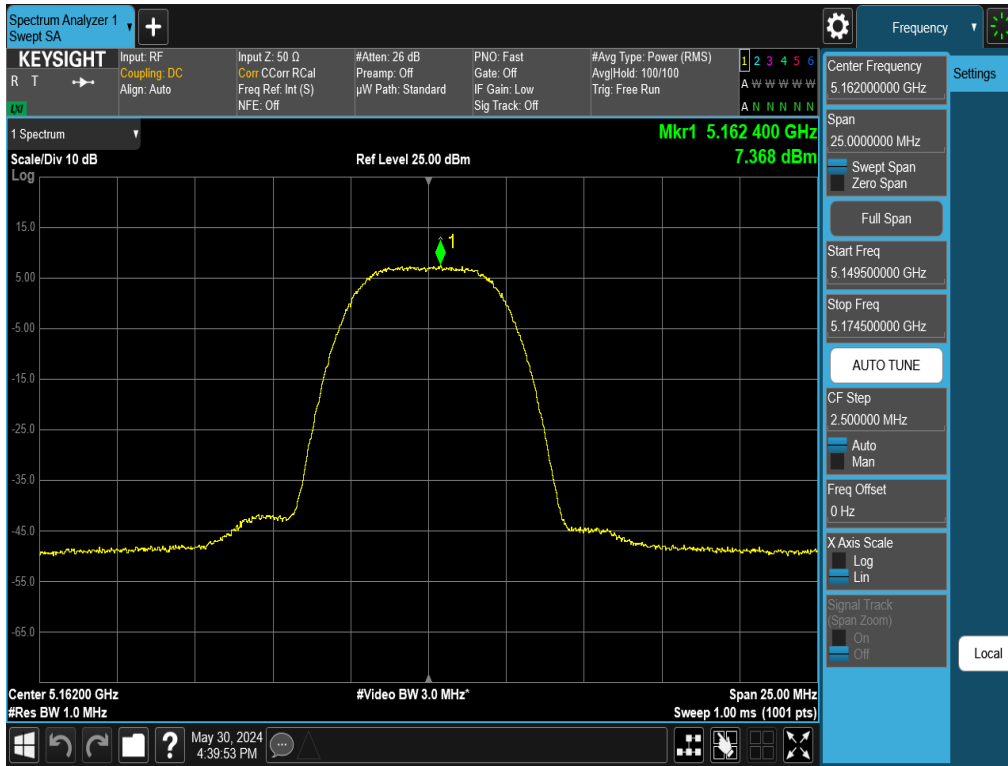 Spectrum Analyzer 1
Swept SA
+
Frequency
KEYSIGHT
R T
LXI
Input: RF
Coupling: DC
Align: Auto
Input Z: 50 Ω
Corr CCorr RCal
Freq Ref: Int (S)
NFE: Off
#Atten: 26 dB
Preamp: Off
µW Path: Standard
PNO: Fast
Gate: Off
IF Gain: Low
Sig Track: Off
#Avg Type: Power (RMS)
Avg|Hold: 100/100
Trig: Free Run
1 2 3 4 5 6
A W W W W W
A N N N N N
1 Spectrum
Mkr1 5.162 400 GHz
7.368 dBm
Scale/Div 10 dB
Ref Level 25.00 dBm
Log
15.0
5.00
-5.00
-15.0
-25.0
-35.0
-45.0
-55.0
-65.0
1
Center 5.16200 GHz
#Video BW 3.0 MHz*
Span 25.00 MHz
#Res BW 1.0 MHz
Sweep 1.00 ms (1001 pts)
Center Frequency
5.162000000 GHz
Settings
Span
25.0000000 MHz
Swept Span
Zero Span
Full Span
Start Freq
5.149500000 GHz
Stop Freq
5.174500000 GHz
AUTO TUNE
CF Step
2.500000 MHz
Auto
Man
Freq Offset
0 Hz
X Axis Scale
Log
Lin
Signal Track
(Span Zoom)
On
Off
Local
?
May 30, 2024
4:39:53 PM